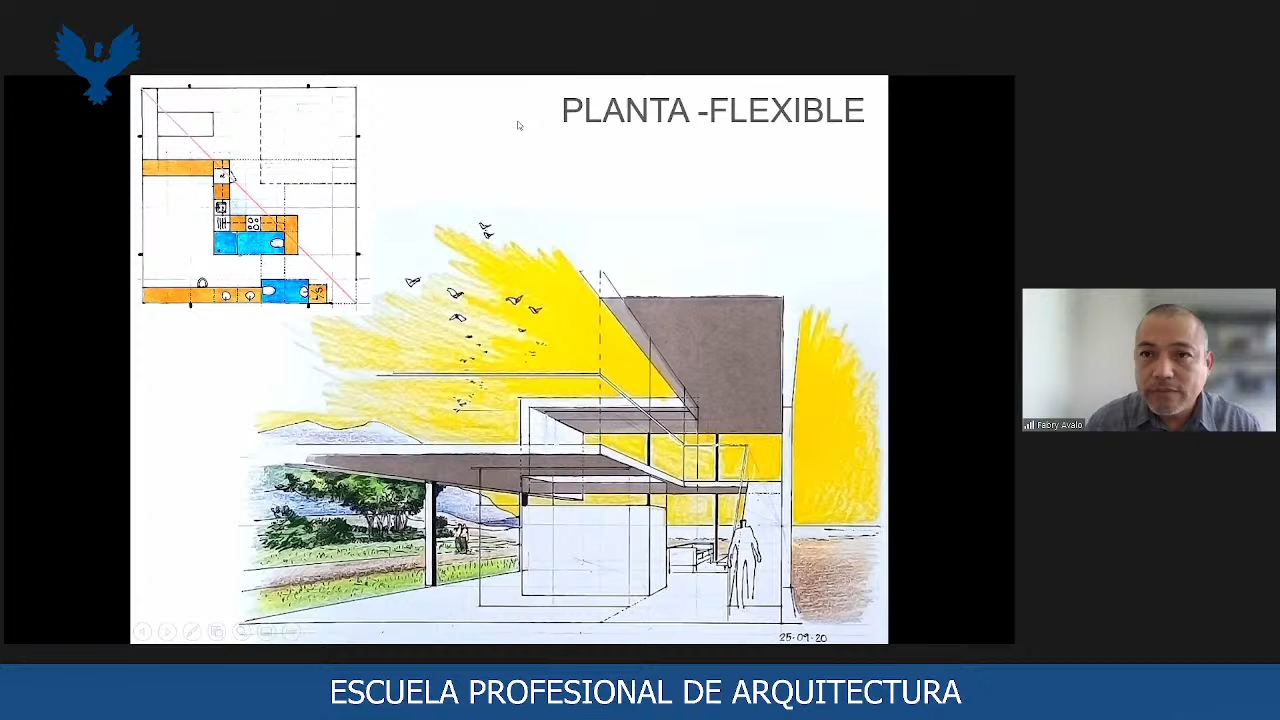 PLANTA -FLEXIBLE
Fabry Avalo
25-09-20
ESCUELA PROFESIONAL DE ARQUITECTURA